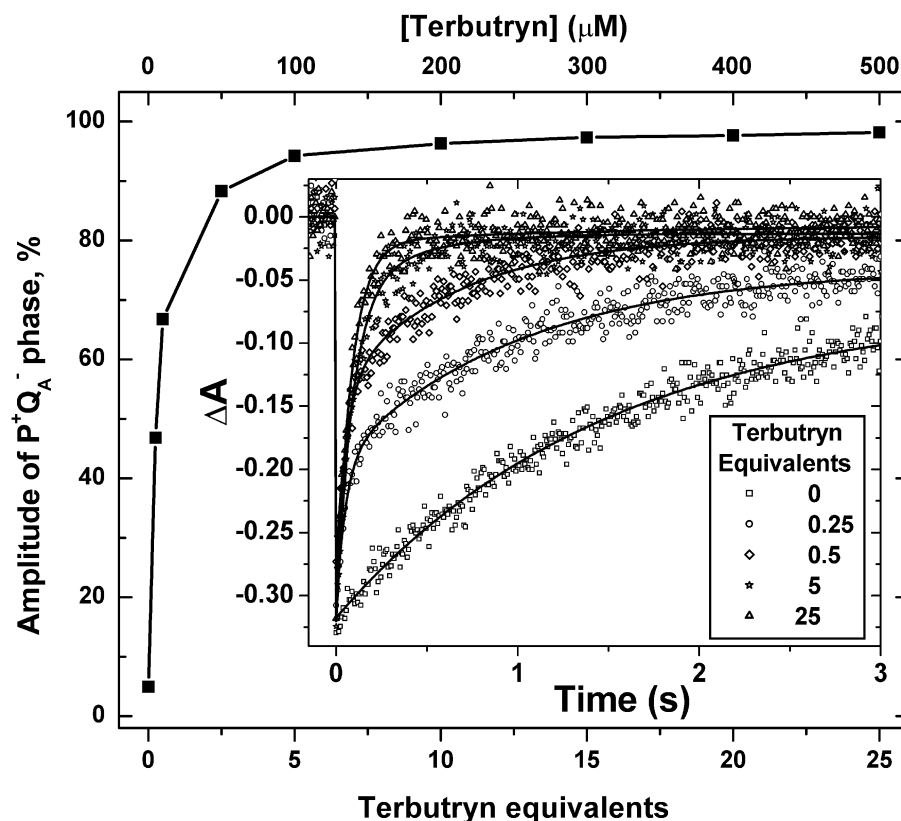 [Terbutryn] (μM)
0 100 200 300 400 500
Amplitude of P⁺Q_A⁻ phase, %
100
80
60
40
20
0
ΔA
0.00
-0.05
-0.10
-0.15
-0.20
-0.25
-0.30
Terbutryn
Equivalents
0
0.25
0.5
5
25
0 1 2 3
Time (s)
0 5 10 15 20 25
Terbutryn equivalents